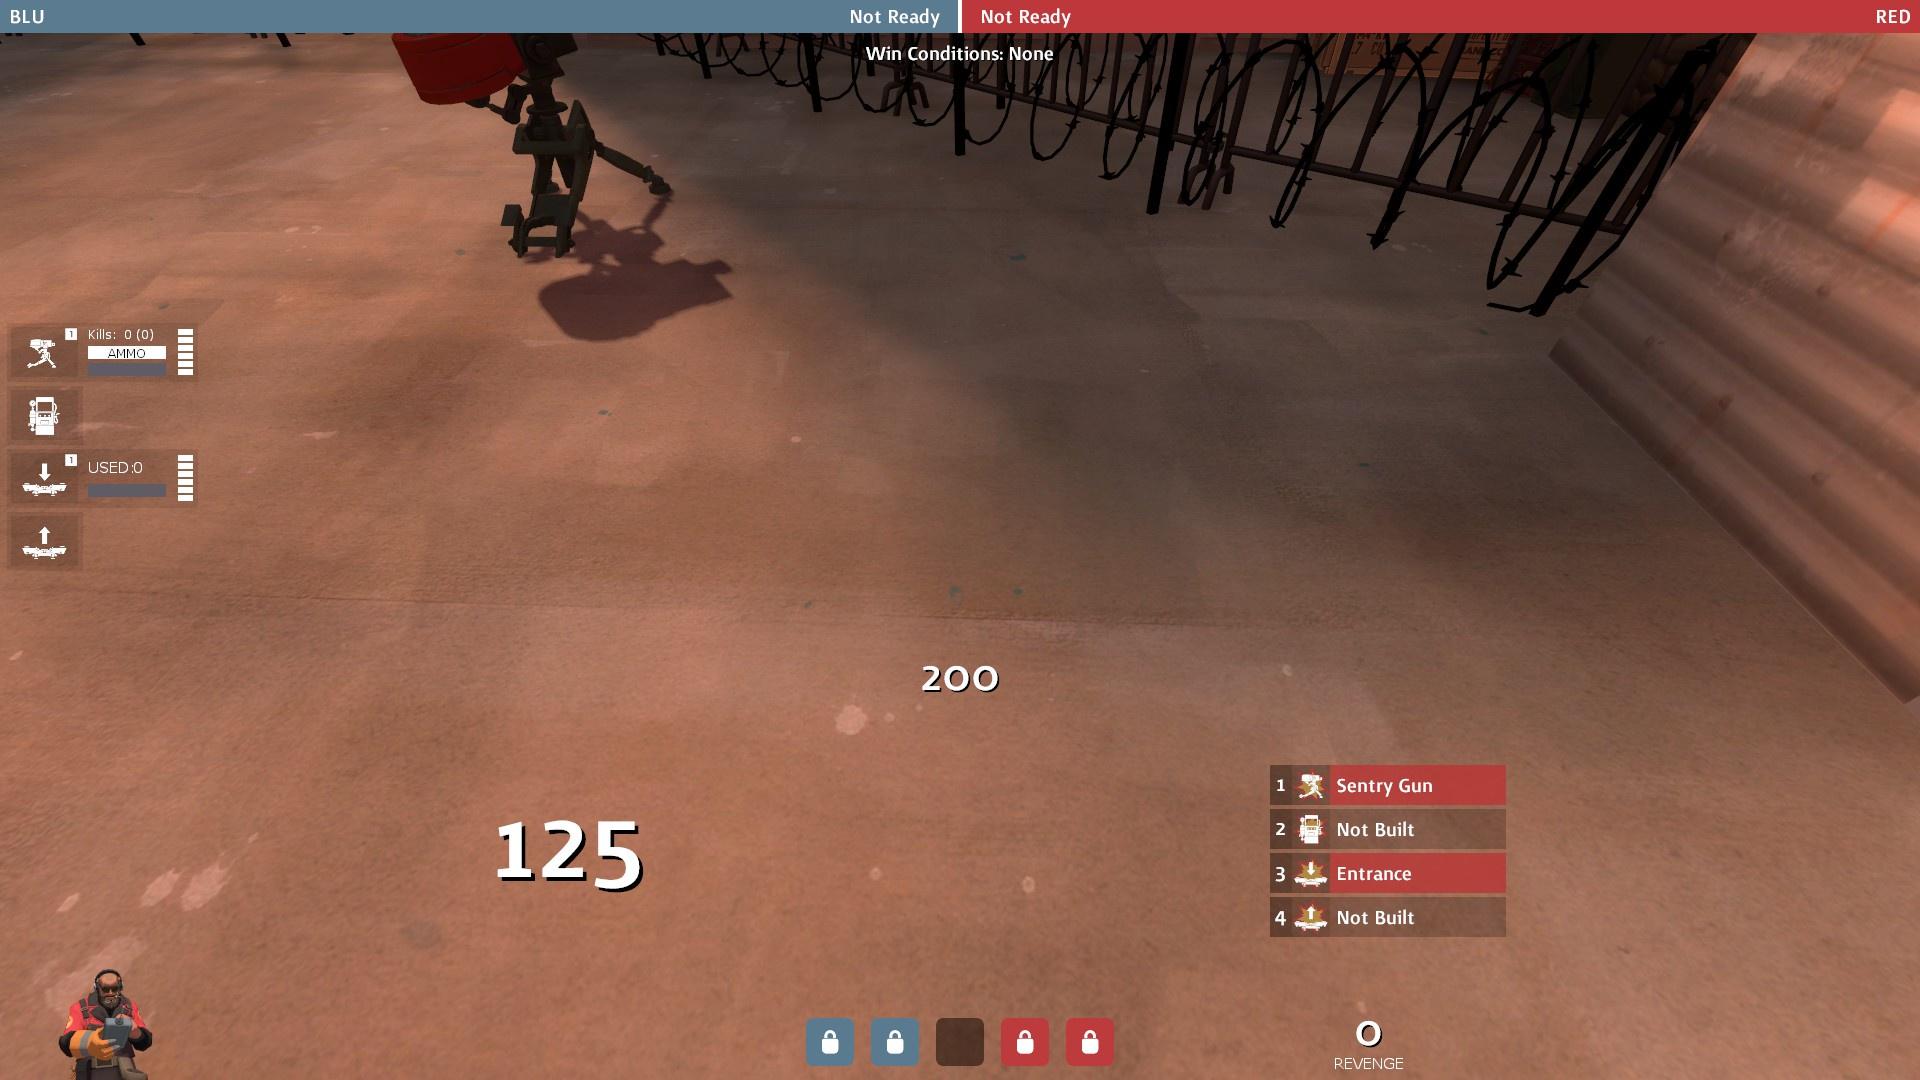 BLU
Not Ready
Not Ready
RED
Win Conditions: None
1
Kills: 0 (0)
AMMO
1
USED:0
200
125
1 Sentry Gun
2 Not Built
3 Entrance
4 Not Built
0
REVENGE